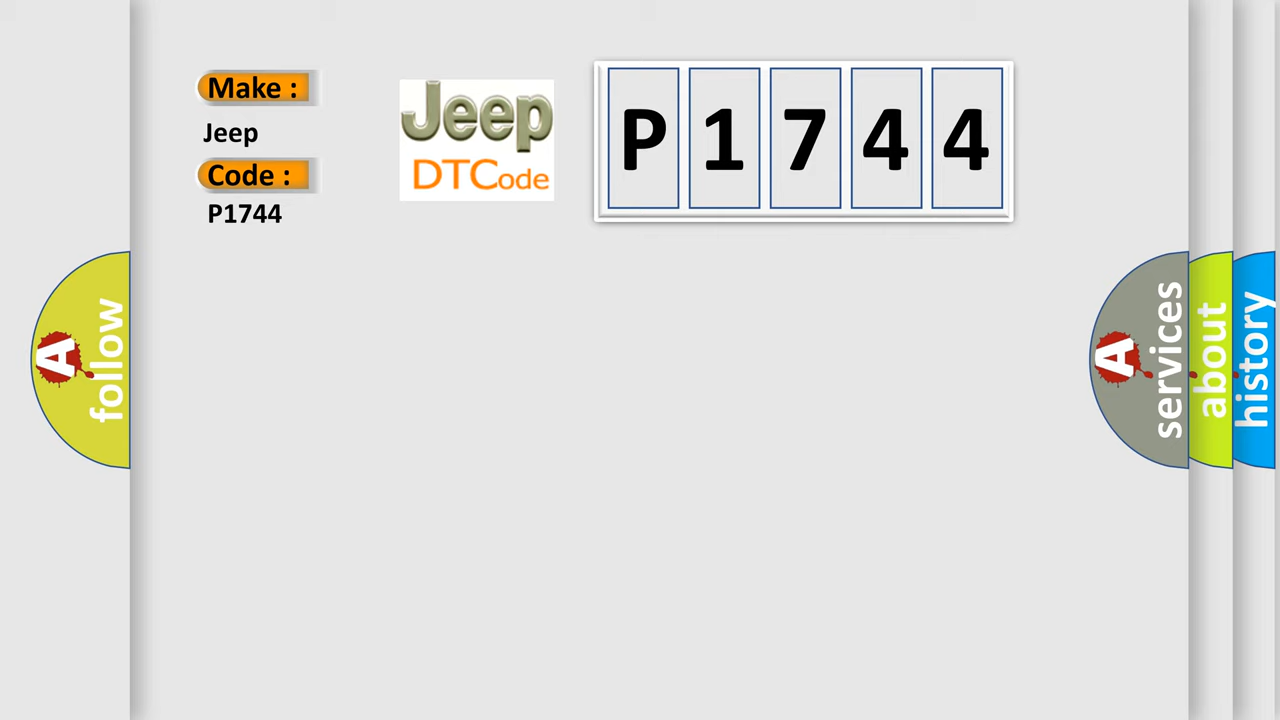 Make :
Jeep
Code :
P1744
Jeep
DTCode
P 1 7 4 4
A follow
A services
about
history